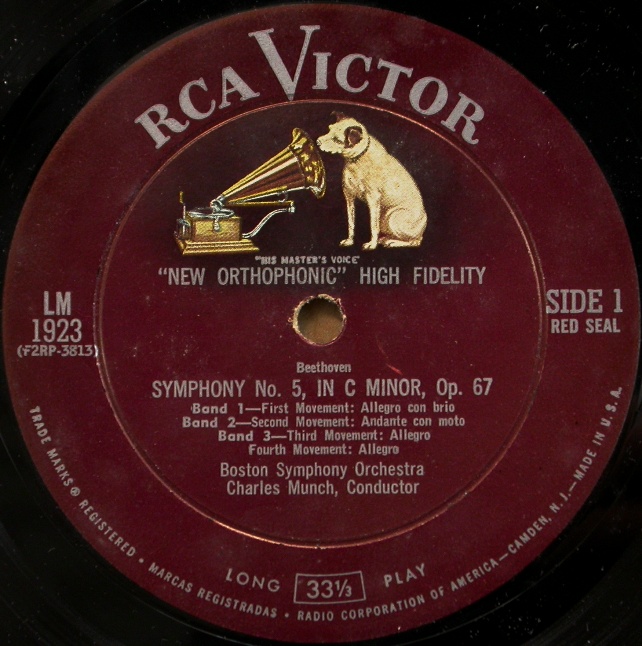 RCA VICTOR
"HIS MASTER'S VOICE"
"NEW ORTHOPHONIC" HIGH FIDELITY
LM
1923
(F2RP-3813)
SIDE 1
RED SEAL
Beethoven
SYMPHONY No. 5, IN C MINOR, Op. 67
Band 1—First Movement: Allegro con brio
Band 2—Second Movement: Andante con moto
Band 3—Third Movement: Allegro
Fourth Movement: Allegro
Boston Symphony Orchestra
Charles Munch, Conductor
LONG 33⅓ PLAY
TRADE MARKS ® REGISTERED • MARCAS REGISTRADAS • RADIO CORPORATION OF AMERICA—CAMDEN, N. J.—MADE IN U.S.A.